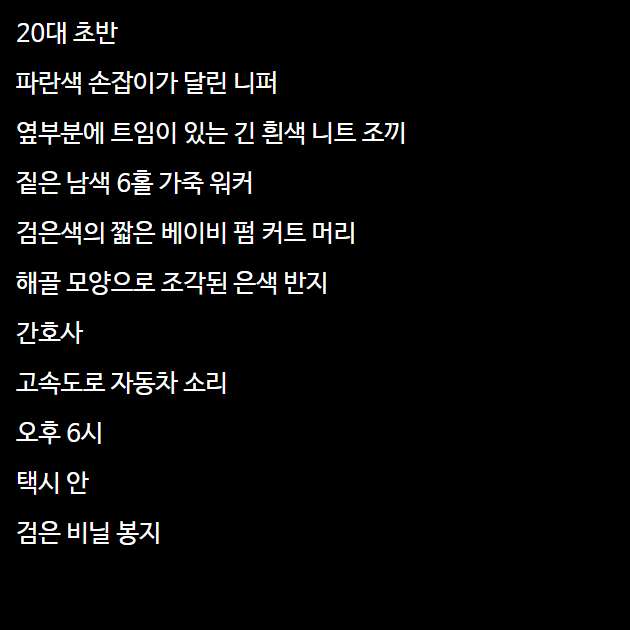 20대 초반
파란색 손잡이가 달린 니퍼
옆부분에 트임이 있는 긴 흰색 니트 조끼
짙은 남색 6홀 가죽 워커
검은색의 짧은 베이비 펌 커트 머리
해골 모양으로 조각된 은색 반지
간호사
고속도로 자동차 소리
오후 6시
택시 안
검은 비닐 봉지